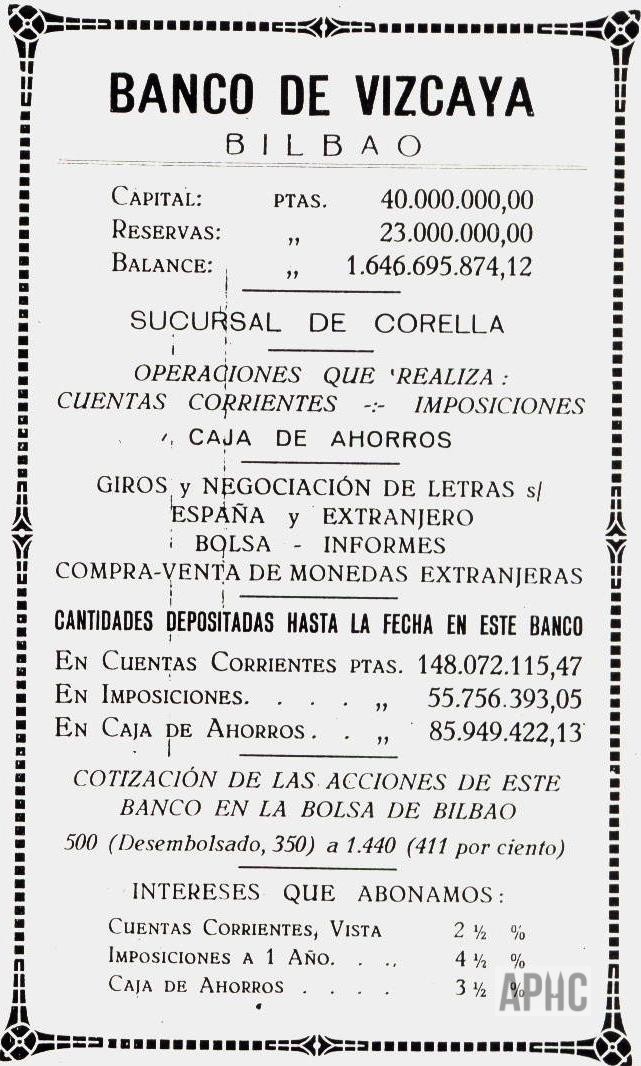 BANCO DE VIZCAYA
BILBAO
CAPITAL: PTAS. 40.000.000,00
RESERVAS: ,, 23.000.000,00
BALANCE: ,, 1.646.695.874,12
SUCURSAL DE CORELLA
OPERACIONES QUE REALIZA:
CUENTAS CORRIENTES -:- IMPOSICIONES
CAJA DE AHORROS
GIROS y NEGOCIACIÓN DE LETRAS s/
ESPAÑA y EXTRANJERO
BOLSA - INFORMES
COMPRA-VENTA DE MONEDAS EXTRANJERAS
CANTIDADES DEPOSITADAS HASTA LA FECHA EN ESTE BANCO
EN CUENTAS CORRIENTES PTAS. 148.072.115,47
EN IMPOSICIONES. . . . ,, 55.756.393,05
EN CAJA DE AHORROS . . ,, 85.949.422,13
COTIZACIÓN DE LAS ACCIONES DE ESTE
BANCO EN LA BOLSA DE BILBAO
500 (Desembolsado, 350) a 1.440 (411 por ciento)
INTERESES QUE ABONAMOS:
CUENTAS CORRIENTES, VISTA 2 ½ %
IMPOSICIONES A 1 AÑO. . .. 4 ½ %
CAJA DE AHORROS . . . . 3 ½ %
APHC